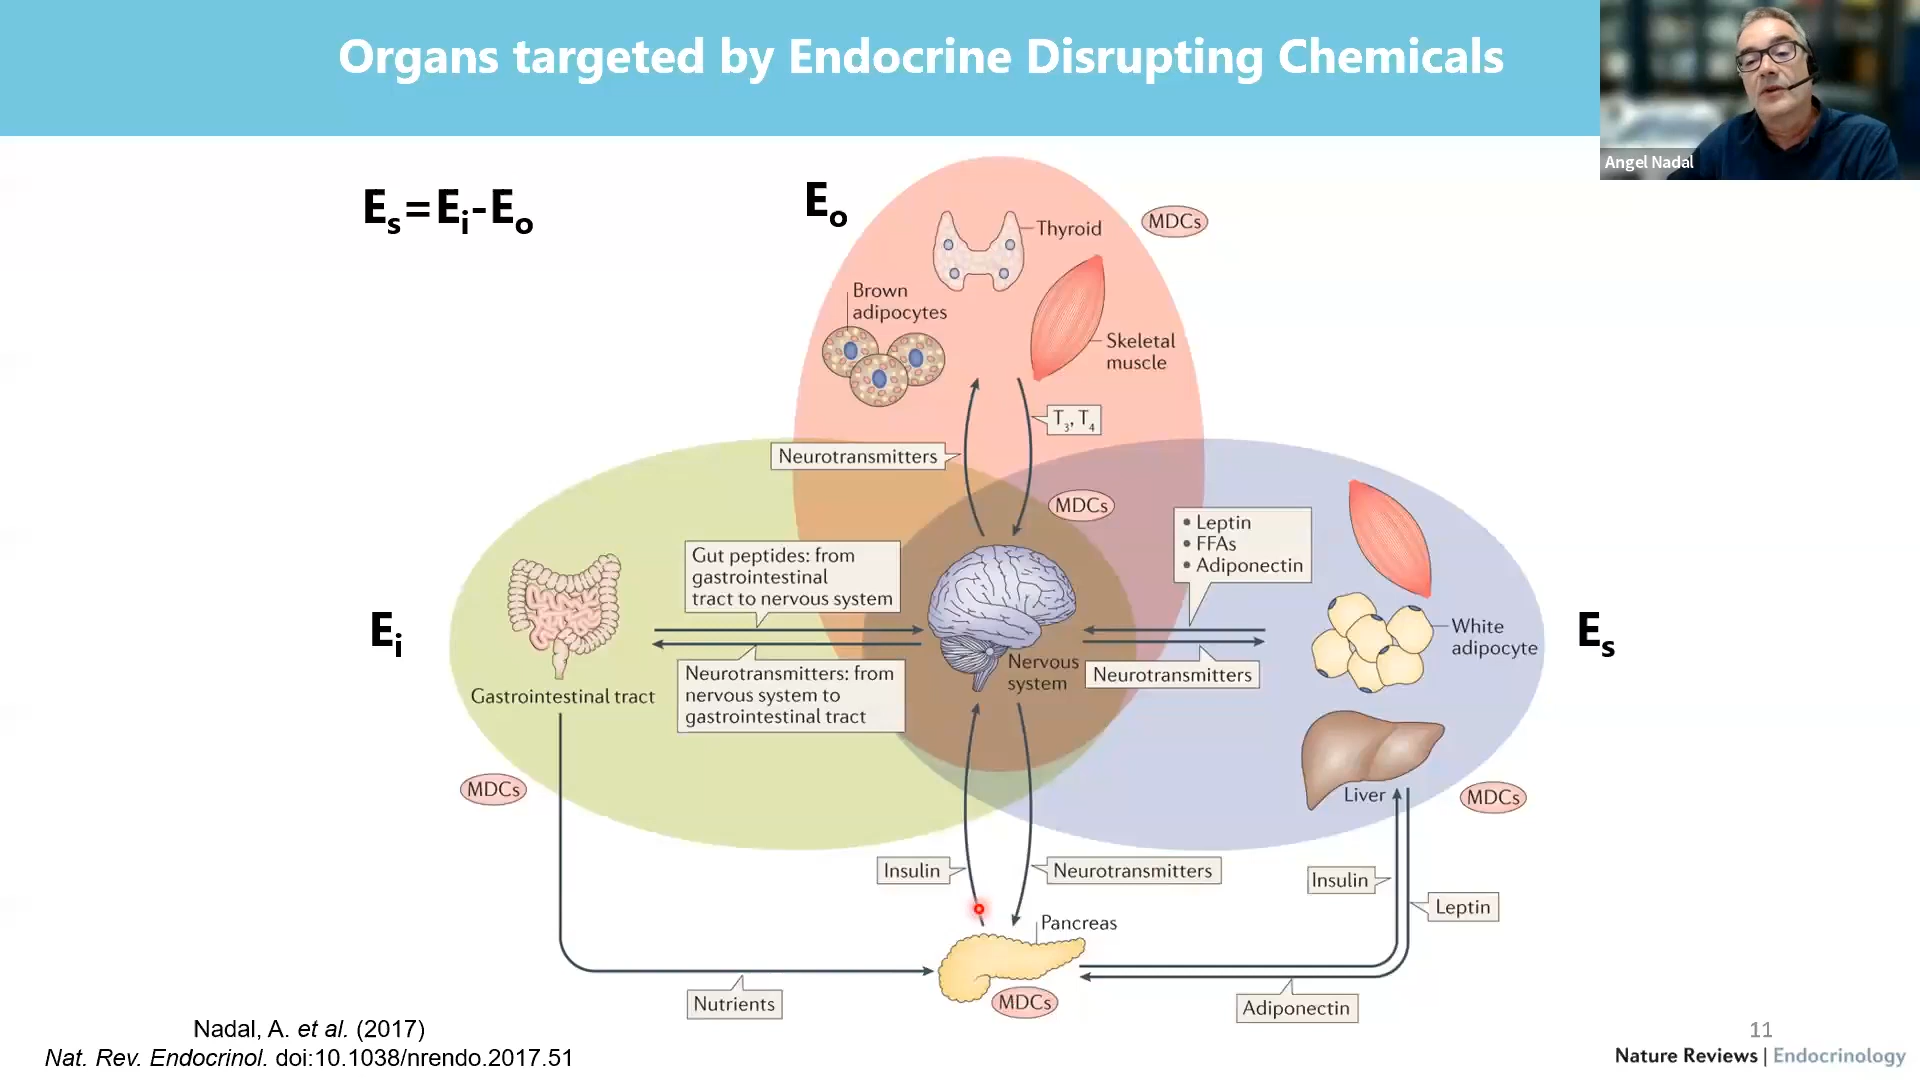 Organs targeted by Endocrine Disrupting Chemicals
Angel Nadal
Es=Ei-Eo
Eo
Thyroid
MDCs
Brown
adipocytes
Skeletal
muscle
T3, T4
Neurotransmitters
MDCs
• Leptin
• FFAs
• Adiponectin
Gut peptides: from
gastrointestinal
tract to nervous system
Ei
Gastrointestinal tract
Neurotransmitters: from
nervous system to
gastrointestinal tract
Nervous
system
Neurotransmitters
White
adipocyte
Es
MDCs
Liver
MDCs
Insulin
Neurotransmitters
Insulin
Leptin
Pancreas
MDCs
Nutrients
Adiponectin
Nadal, A. et al. (2017)
Nat. Rev. Endocrinol. doi:10.1038/nrendo.2017.51
11
Nature Reviews | Endocrinology